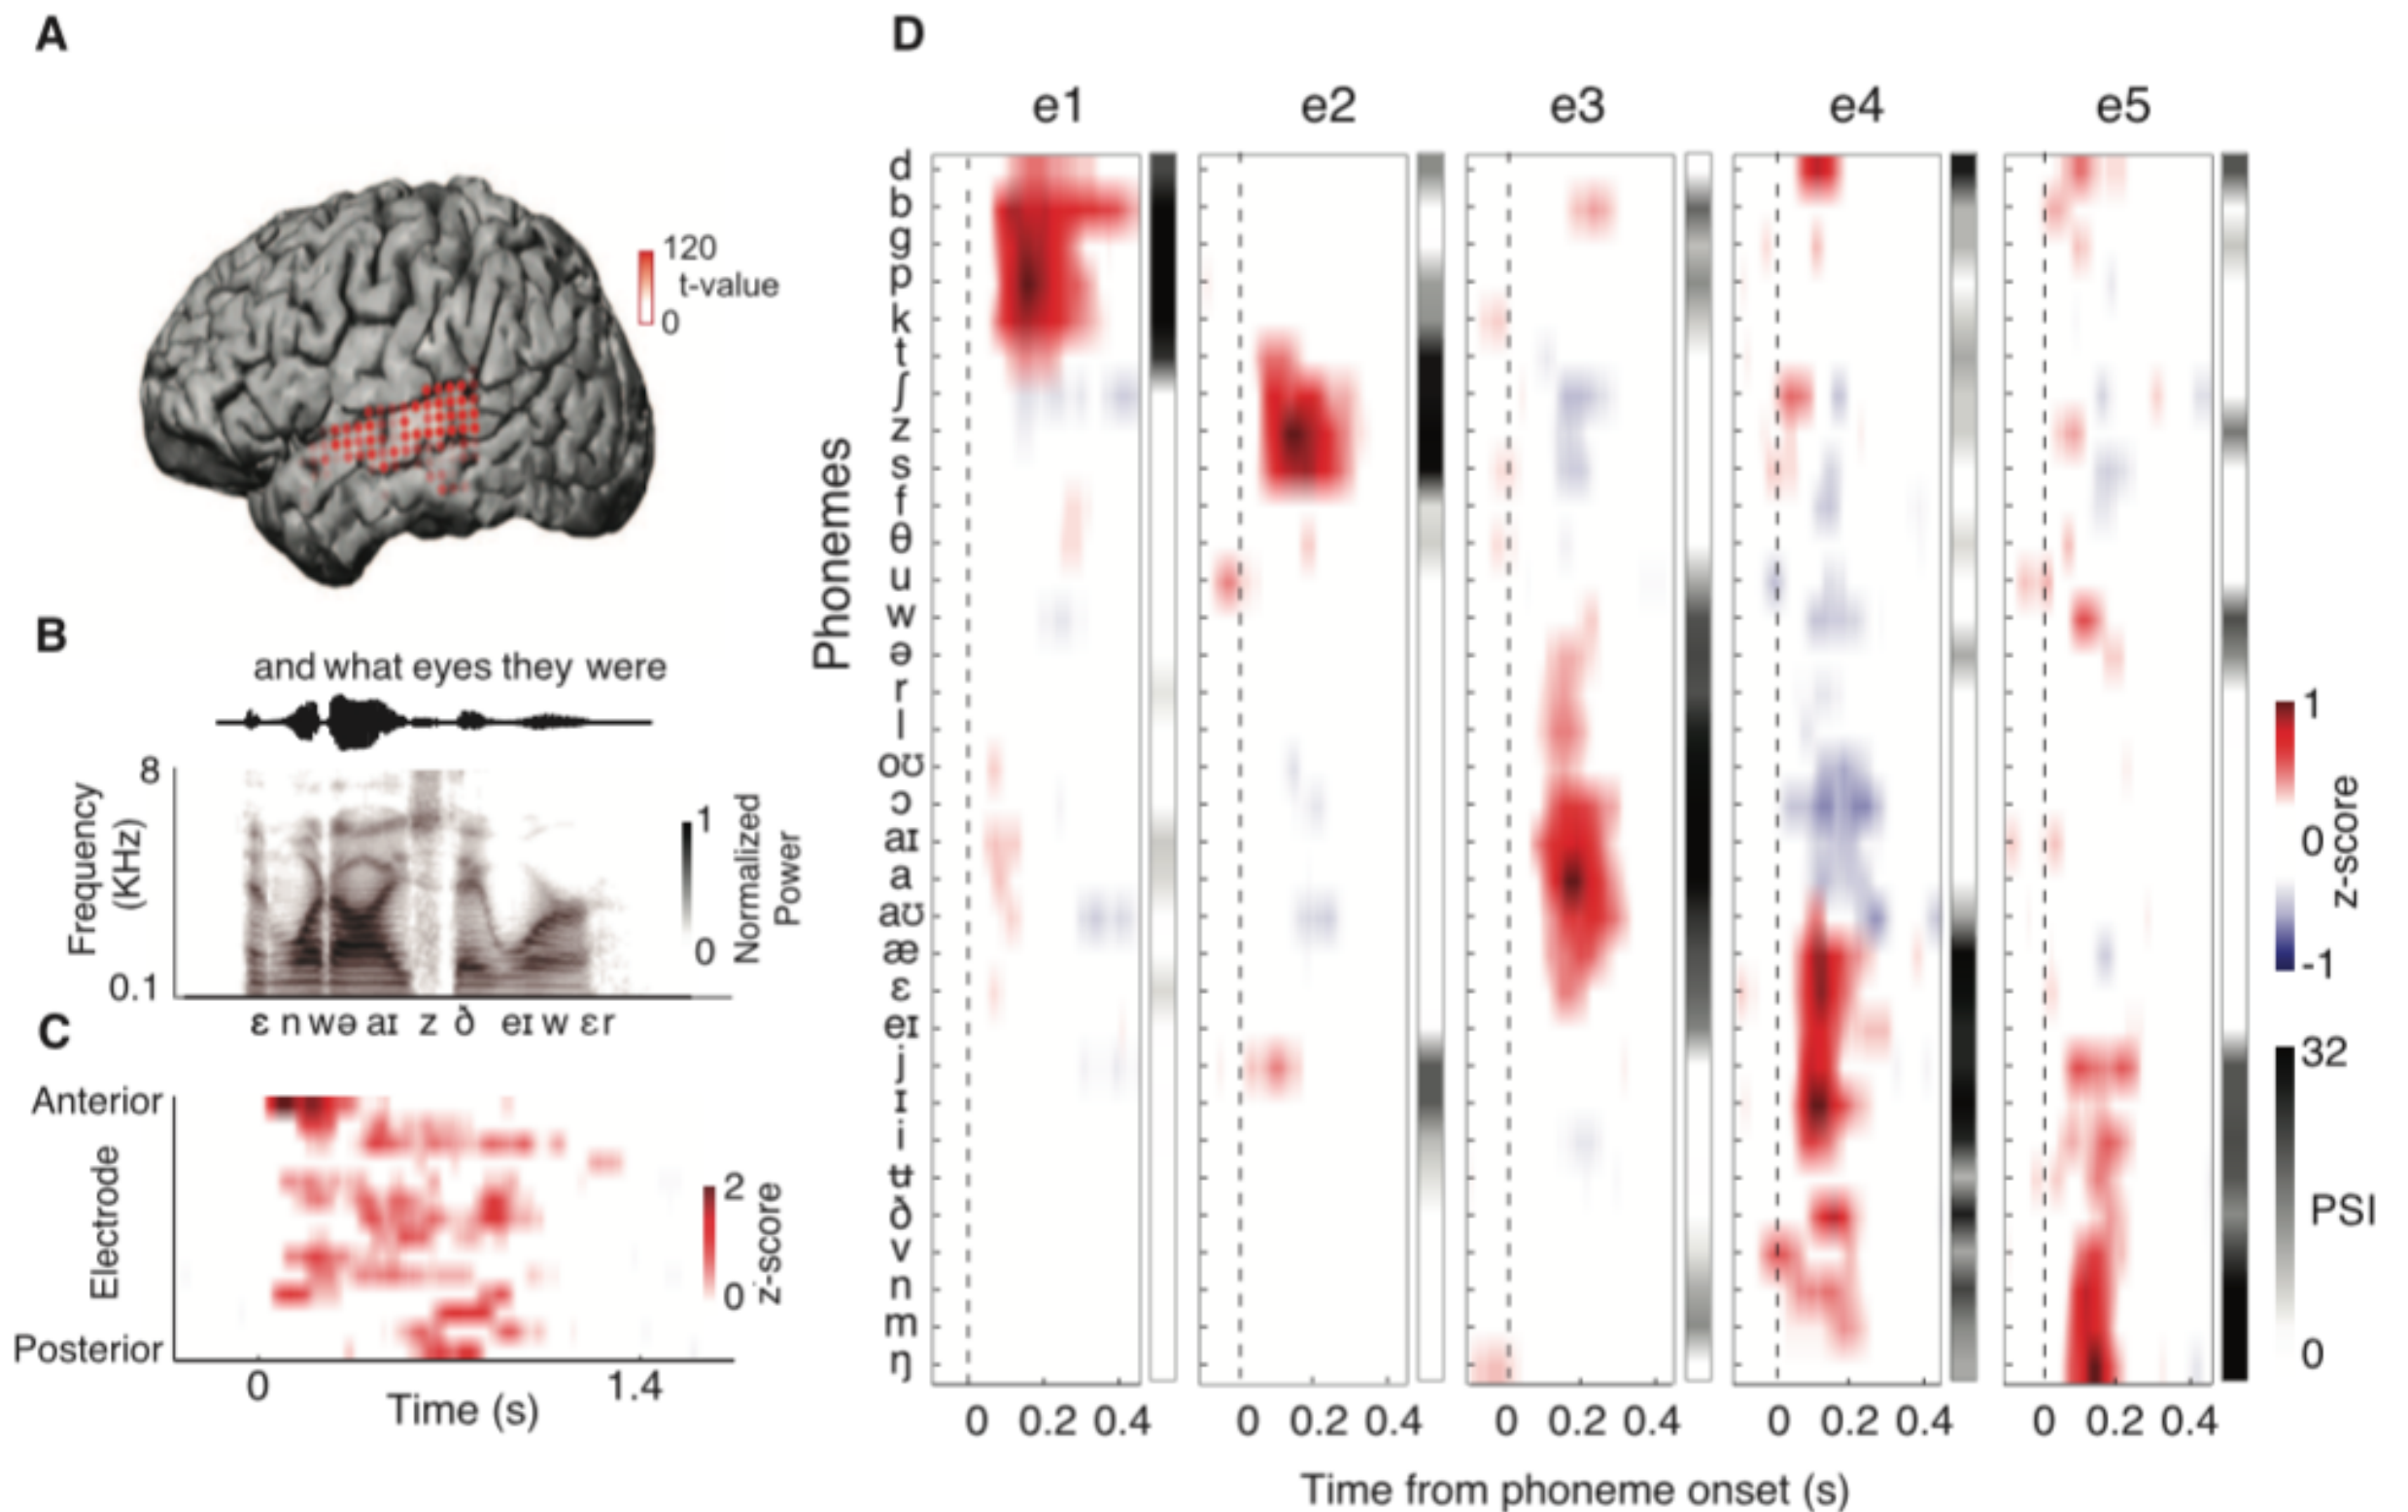 A
120
t-value
0
B
and what eyes they were
8
Frequency
(KHz)
0.1
1
Normalized
Power
0
ɛ n w ə aɪ z ð eɪ w ɛ r
C
Anterior
Electrode
Posterior
2
z-score
0
0 1.4
Time (s)
D
e1 e2 e3 e4 e5
Phonemes
d
b
g
p
k
t
ʃ
z
s
f
θ
u
w
ə
r
l
oʊ
ɔ
aɪ
a
aʊ
æ
ɛ
eɪ
j
ɪ
i
ʉ
ð
v
n
m
ŋ
0 0.2 0.4 0 0.2 0.4 0 0.2 0.4 0 0.2 0.4 0 0.2 0.4
Time from phoneme onset (s)
1
0
-1
z-score
32
PSI
0